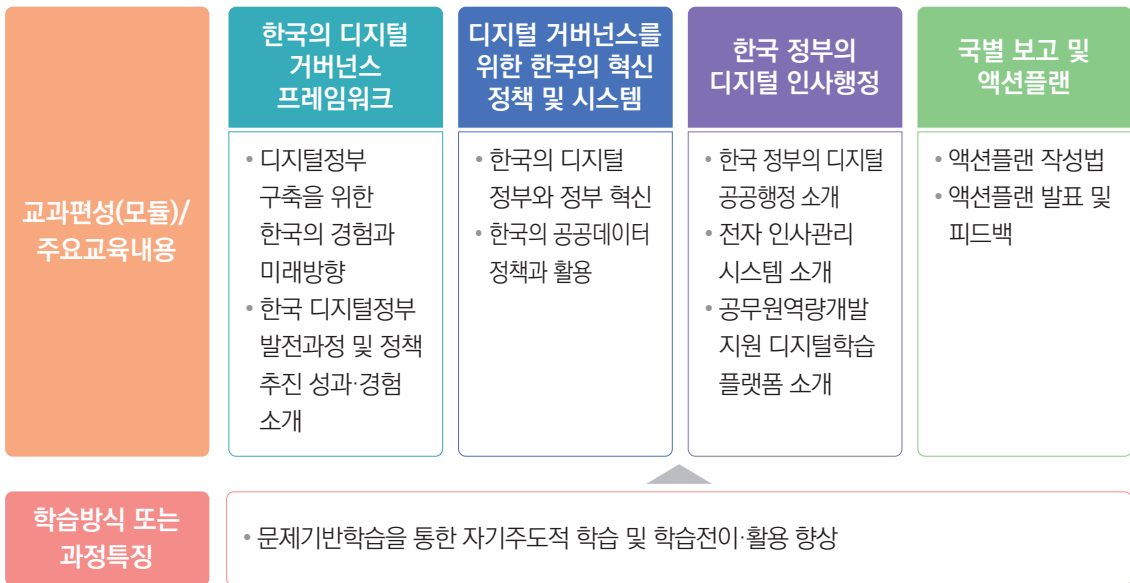 교과편성(모듈)/
주요교육내용
한국의 디지털
거버넌스
프레임워크
• 디지털정부
구축을 위한
한국의 경험과
미래방향
• 한국 디지털정부
발전과정 및 정책
추진 성과·경험
소개
디지털 거버넌스를
위한 한국의 혁신
정책 및 시스템
• 한국의 디지털
정부와 정부 혁신
• 한국의 공공데이터
정책과 활용
한국 정부의
디지털 인사행정
• 한국 정부의 디지털
공공행정 소개
• 전자 인사관리
시스템 소개
• 공무원역량개발
지원 디지털학습
플랫폼 소개
국별 보고 및
액션플랜
• 액션플랜 작성법
• 액션플랜 발표 및
피드백
학습방식 또는
과정특징
• 문제기반학습을 통한 자기주도적 학습 및 학습전이·활용 향상